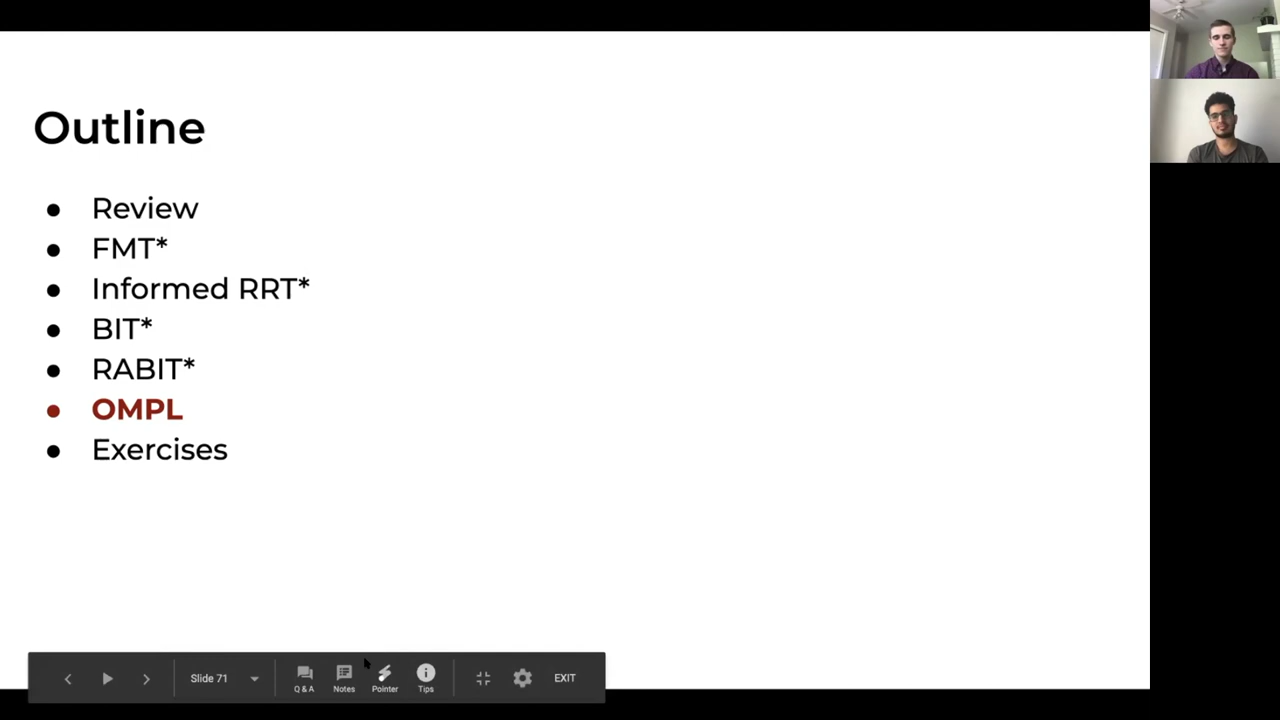 Outline
● Review
● FMT*
● Informed RRT*
● BIT*
● RABIT*
● OMPL
● Exercises
Slide 71
Q & A
Notes
Pointer
Tips
EXIT